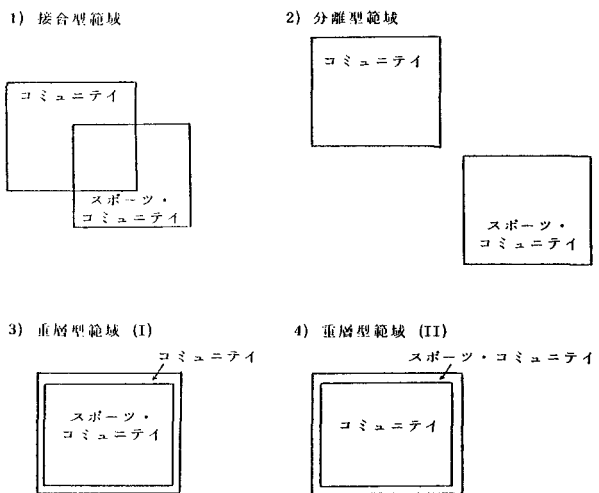 1) 接合型範域
コミュニテイ
スポーツ・
コミュニテイ
2) 分離型範域
コミュニテイ
スポーツ・
コミュニテイ
3) 重層型範域 (I)
コミュニテイ
スポーツ・
コミュニテイ
4) 重層型範域 (II)
スポーツ・コミュニテイ
コミュニテイ